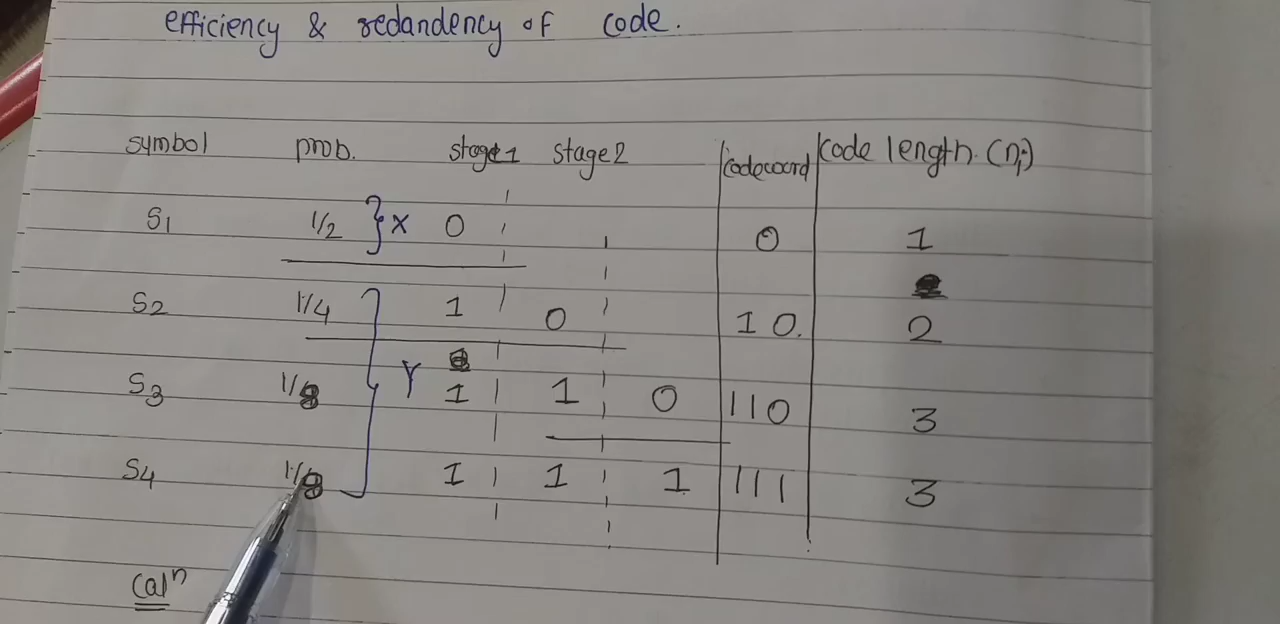 efficiency & redandency of code.
symbol prob. stage1 stage2 codeword code length (ni)
S1 1/2 } x 0 0 1
S2 1/4 1 0 10. 2
Y
S3 1/8 1 1 0 110 3
S4 1/8 1 1 1 111 3
Calⁿ